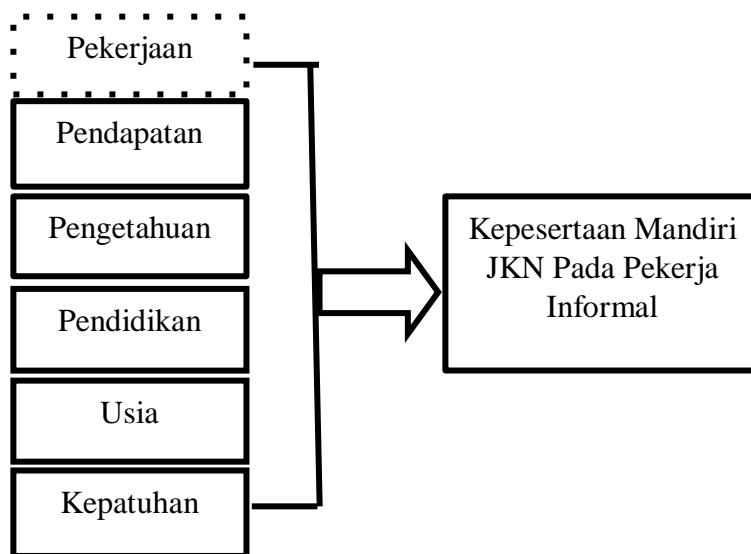 Pekerjaan
Pendapatan
Pengetahuan
Pendidikan
Usia
Kepatuhan
Kepesertaan Mandiri
JKN Pada Pekerja
Informal